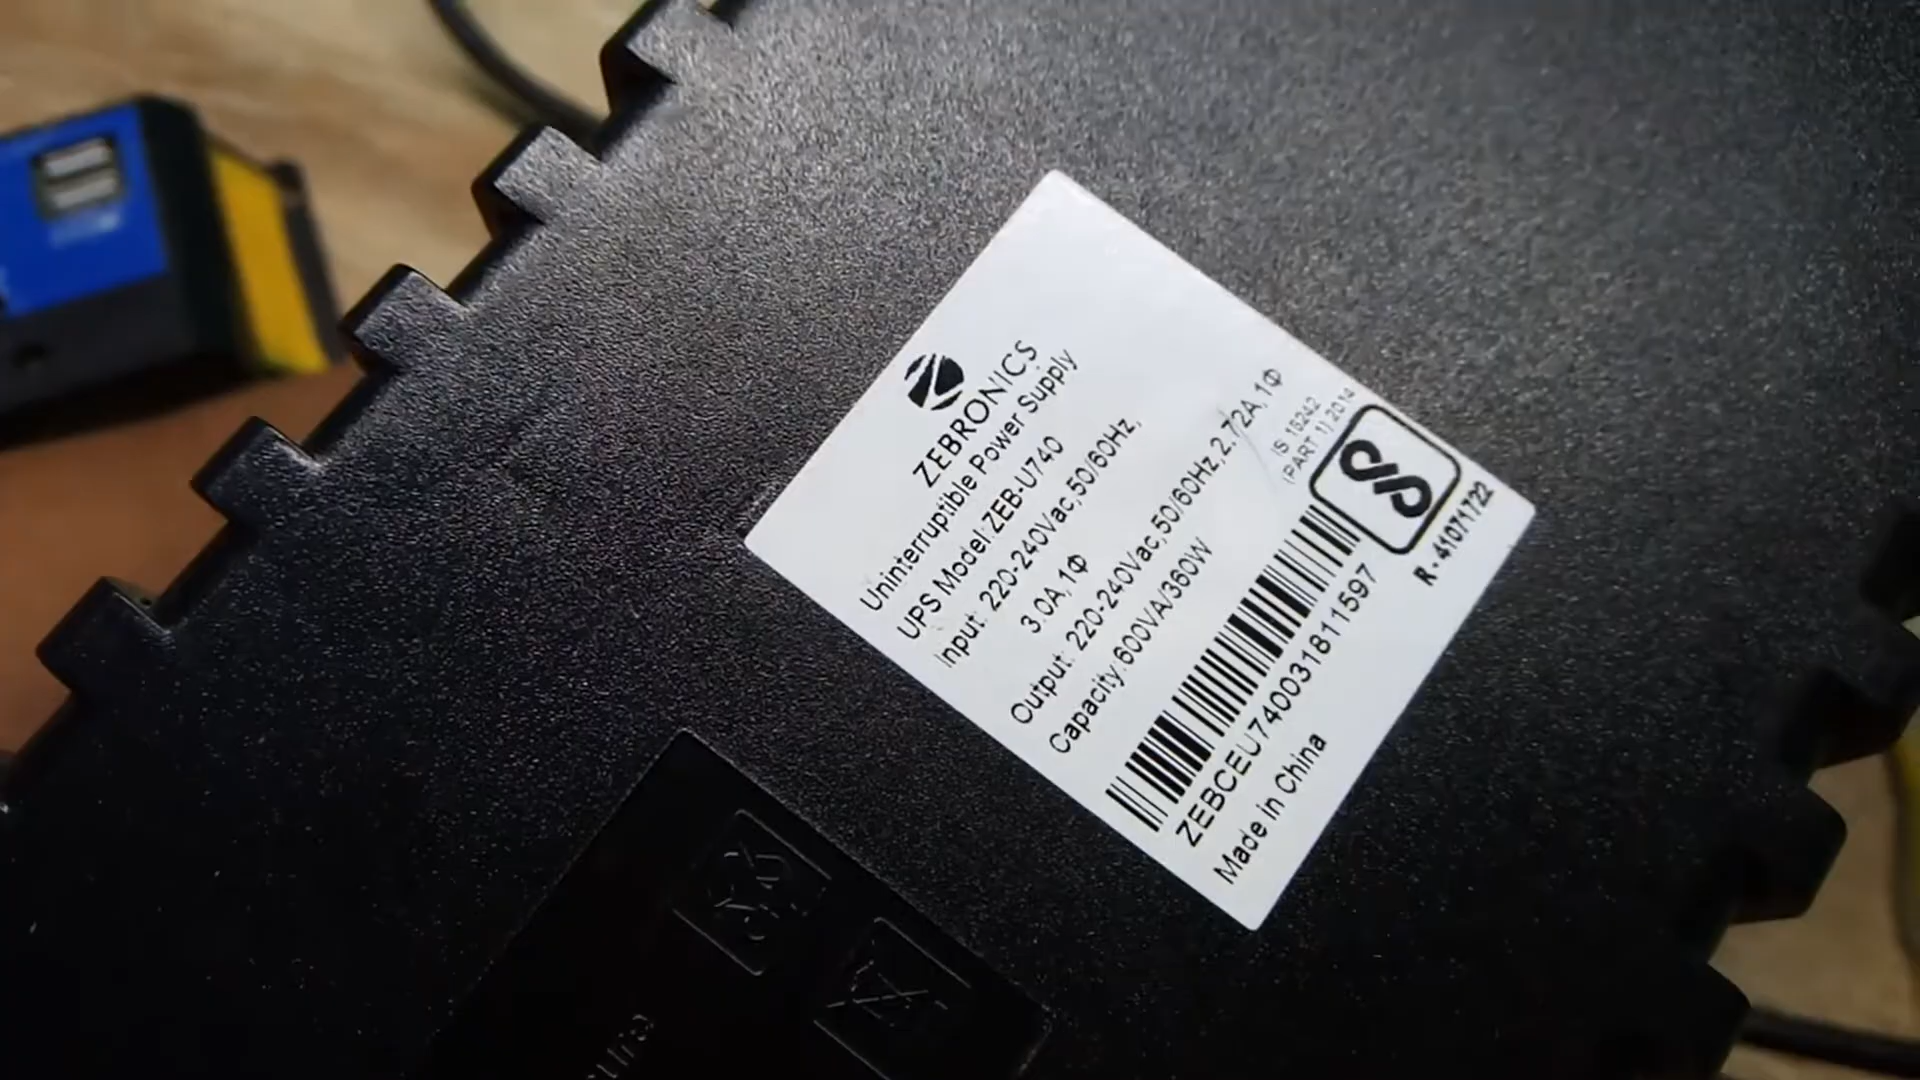 ZEBRONICS
Uninterruptible Power Supply
UPS Model:ZEB-U740
Input: 220-240Vac,50/60Hz,
3.0A,1Φ
Output: 220-240Vac,50/60Hz,2.72A,1Φ
Capacity:600VA/360W
IS 16242
(PART 1) 2014
R-41071722
ZEBCEU7400031811597
Made in China